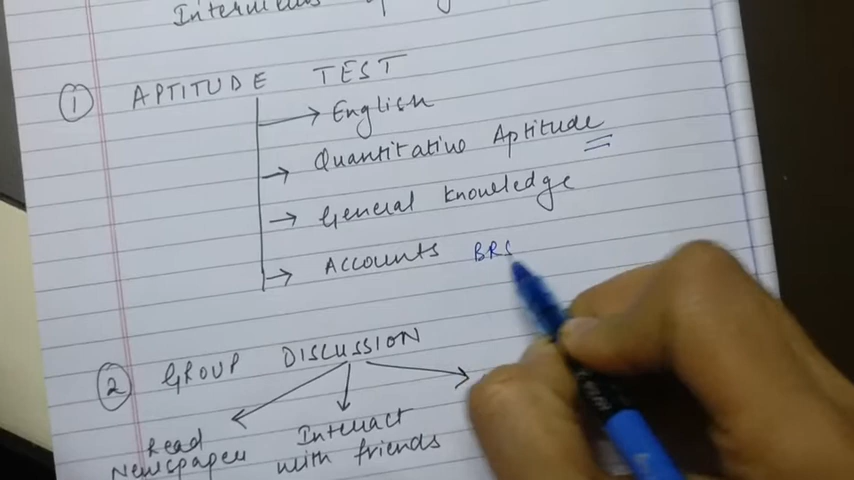 ① APTITUDE TEST
→ English
→ Quantitative Aptitude
→ General Knowledge
→ Accounts BRS
② GROUP DISCUSSION
Read Newspaper
Interact with friends